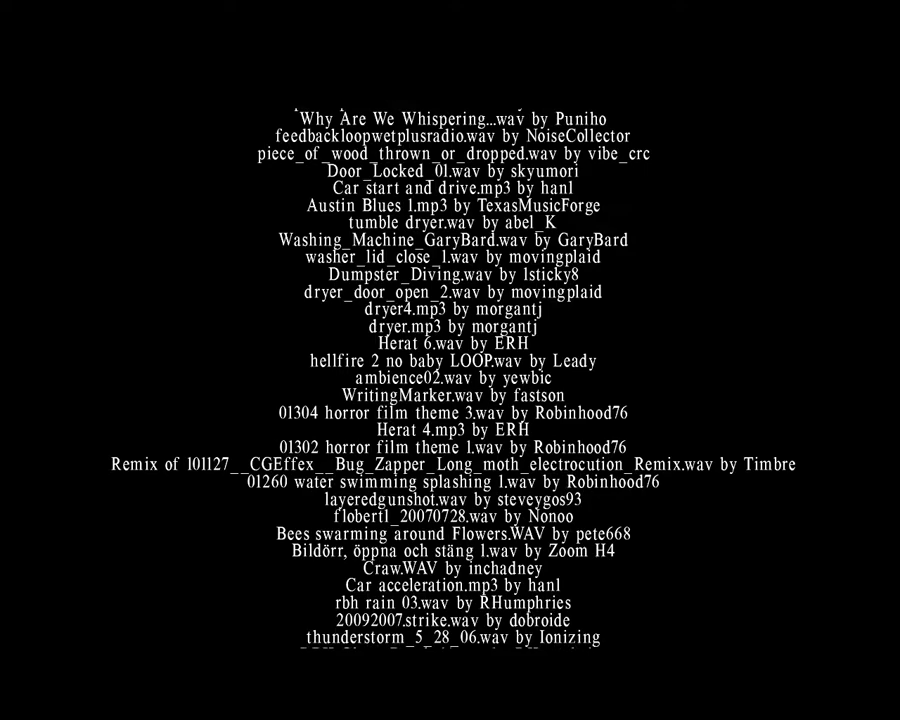 Why Are We Whispering...wav by Puniho
feedbackloopwetplusradio.wav by NoiseCollector
piece_of_wood_thrown_or_dropped.wav by vibe_crc
Door_Locked_01.wav by skyumori
Car start and drive.mp3 by han1
Austin Blues 1.mp3 by TexasMusicForge
tumble dryer.wav by abel_K
Washing_Machine_GaryBard.wav by GaryBard
washer_lid_close_1.wav by movingplaid
Dumpster_Diving.wav by 1sticky8
dryer_door_open_2.wav by movingplaid
dryer4.mp3 by morgantj
dryer.mp3 by morgantj
Herat 6.wav by ERH
hellfire 2 no baby LOOP.wav by Leady
ambience02.wav by yewbic
WritingMarker.wav by fastson
01304 horror film theme 3.wav by Robinhood76
Herat 4.mp3 by ERH
01302 horror film theme 1.wav by Robinhood76
Remix of 101127__CGEffex__Bug_Zapper_Long_moth_electrocution_Remix.wav by Timbre
01260 water swimming splashing 1.wav by Robinhood76
layeredgunshot.wav by steveygos93
flobert1_20070728.wav by Nonoo
Bees swarming around Flowers.WAV by pete668
Bildörr, öppna och stäng 1.wav by Zoom H4
Craw.WAV by inchadney
Car acceleration.mp3 by han1
rbh rain 03.wav by RHumphries
20092007.strike.wav by dobroide
thunderstorm_5_28_06.wav by Ionizing